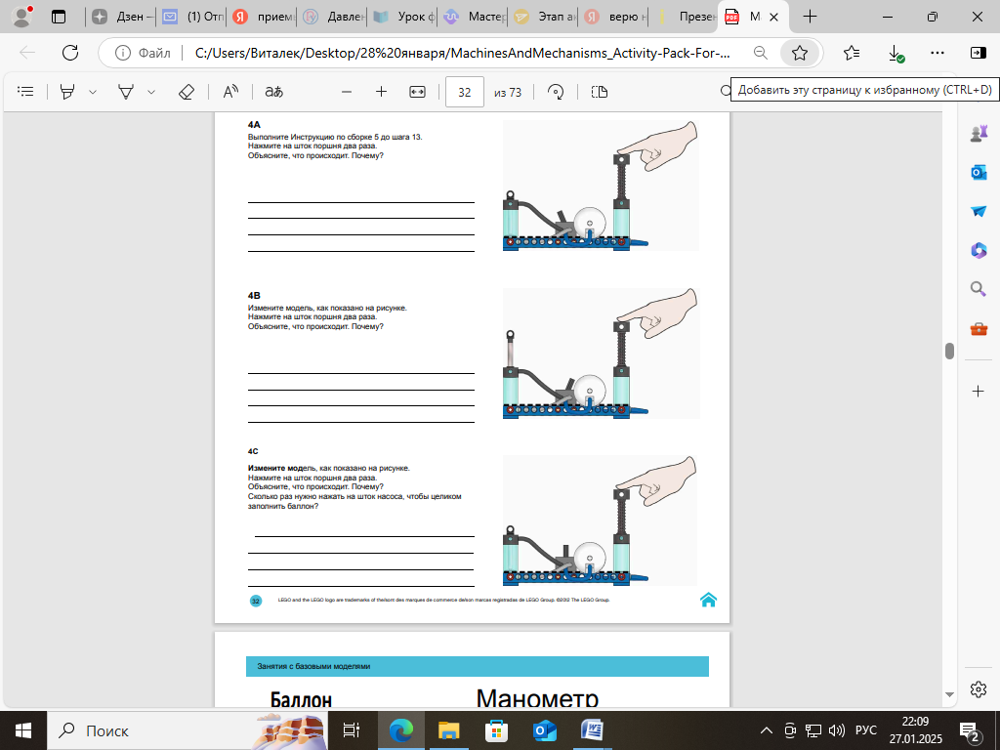 Дзен –
(1) Отп
прием
Давлен
Урок ф
Мастер
Этап ак
верю н
Презен
М
Файл
C:/Users/Виталек/Desktop/28%20января/MachinesAndMechanisms_Activity-Pack-For-...
32
из 73
Добавить эту страницу к избранному (CTRL+D)
4A
Выполните Инструкцию по сборке 5 до шага 13.
Нажмите на шток поршня два раза.
Объясните, что происходит. Почему?
4B
Измените модель, как показано на рисунке.
Нажмите на шток поршня два раза.
Объясните, что происходит. Почему?
4C
Измените модель, как показано на рисунке.
Нажмите на шток поршня два раза.
Объясните, что происходит. Почему?
Сколько раз нужно нажать на шток насоса, чтобы целиком
заполнить баллон?
32
LEGO and the LEGO logo are trademarks of the/sont des marques de commerce de/son marcas registradas de LEGO Group. ©2012 The LEGO Group.
Занятия с базовыми моделями
Баллон
Манометр
Поиск
РУС
22:09
27.01.2025
2